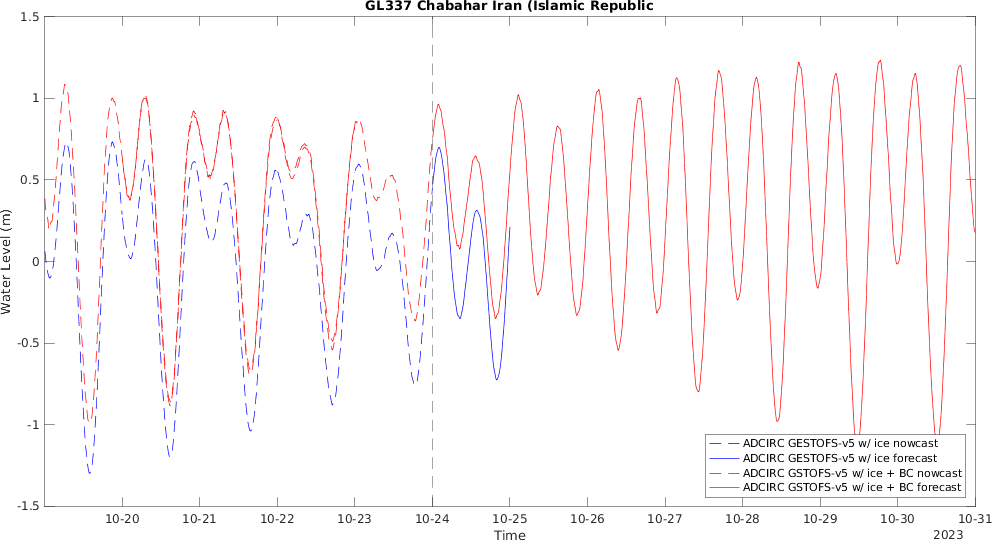 GL337 Chabahar Iran (Islamic Republic
1.5
1
0.5
0
-0.5
-1
-1.5
Water Level (m)
10-20
10-21
10-22
10-23
10-24
10-25
10-26
10-27
10-28
10-29
10-30
10-31
Time
2023
ADCIRC GESTOFS-v5 w/ ice nowcast
ADCIRC GESTOFS-v5 w/ ice forecast
ADCIRC GSTOFS-v5 w/ ice + BC nowcast
ADCIRC GSTOFS-v5 w/ ice + BC forecast